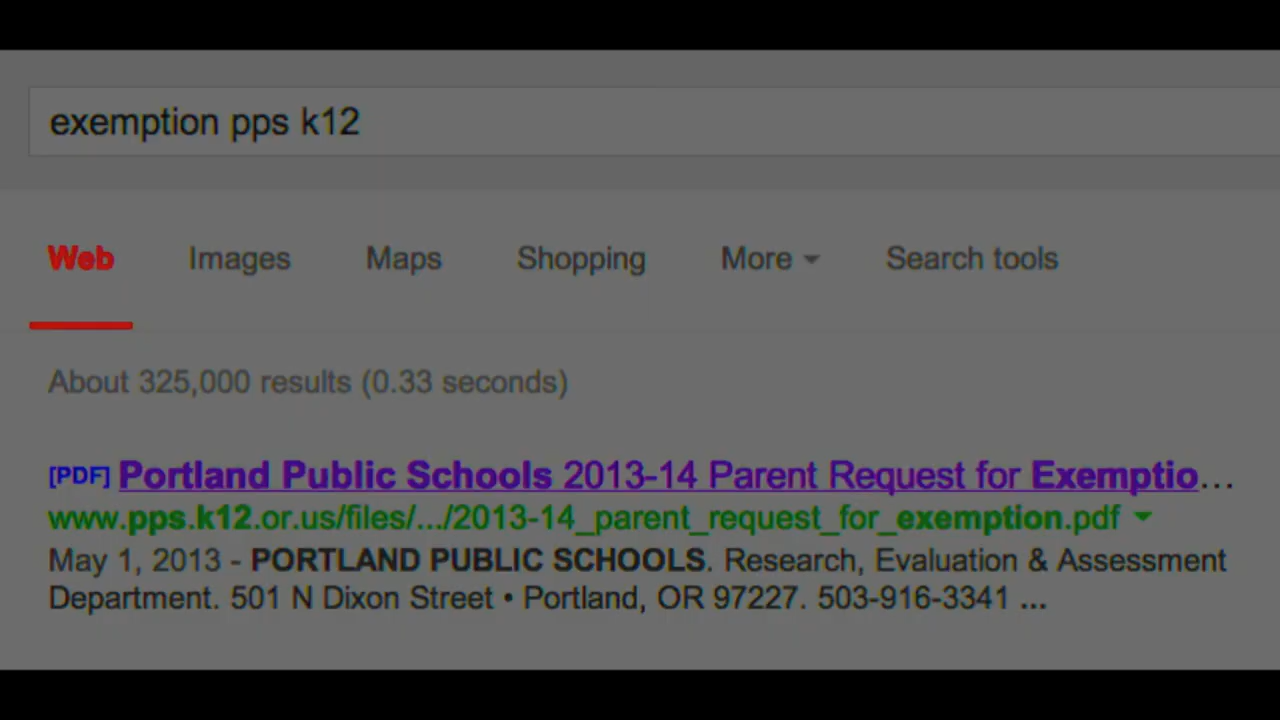 exemption pps k12
Web Images Maps Shopping More Search tools
About 325,000 results (0.33 seconds)
[PDF] Portland Public Schools 2013-14 Parent Request for Exemptio...
www.pps.k12.or.us/files/.../2013-14_parent_request_for_exemption.pdf
May 1, 2013 - PORTLAND PUBLIC SCHOOLS. Research, Evaluation & Assessment
Department. 501 N Dixon Street • Portland, OR 97227. 503-916-3341 ...